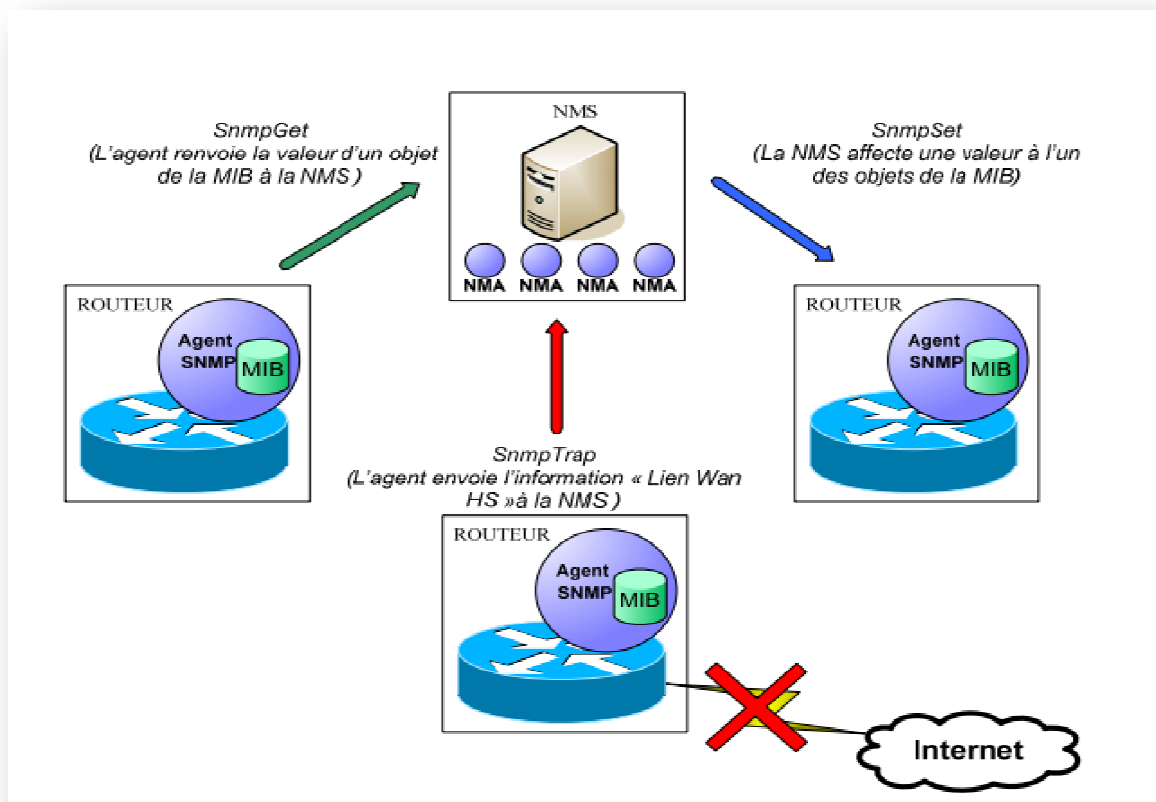 NMS
SnmpGet
(L'agent renvoie la valeur d'un objet
de la MIB à la NMS )
SnmpSet
(La NMS affecte une valeur à l'un
des objets de la MIB)
NMA NMA NMA NMA
ROUTEUR
Agent
SNMP
MIB
ROUTEUR
Agent
SNMP
MIB
SnmpTrap
(L'agent envoie l'information « Lien Wan
HS »à la NMS )
ROUTEUR
Agent
SNMP
MIB
Internet